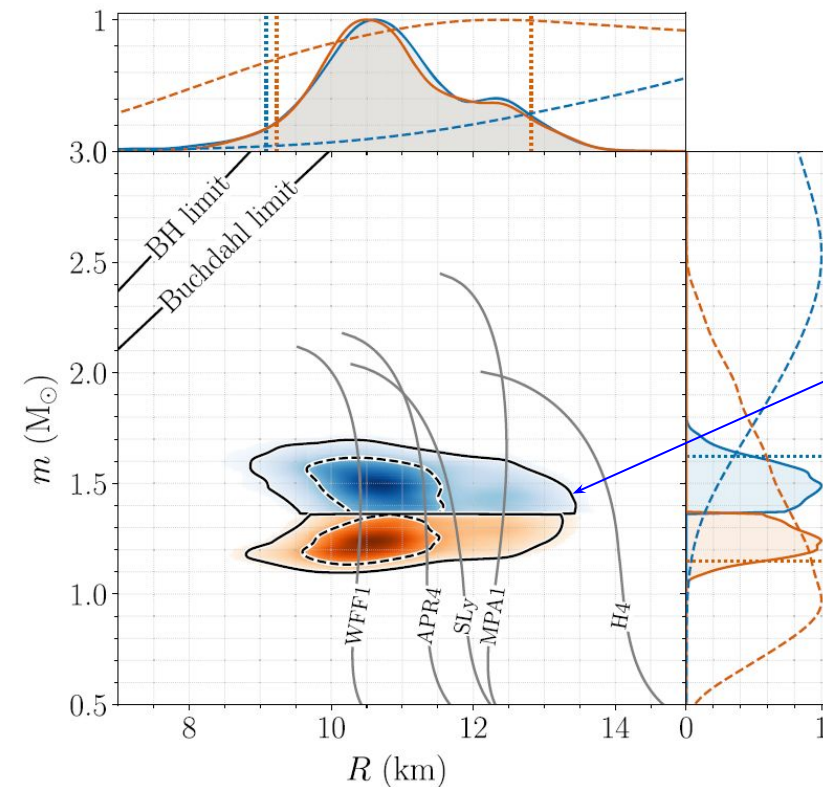 1
3.0
BH limit
Buchdahl limit
2.5
2.0
m (M⊙)
1.5
1.0
WFF1
APR4
SLy
MPA1
H4
0.5
8
10
12
14
0
1
R (km)